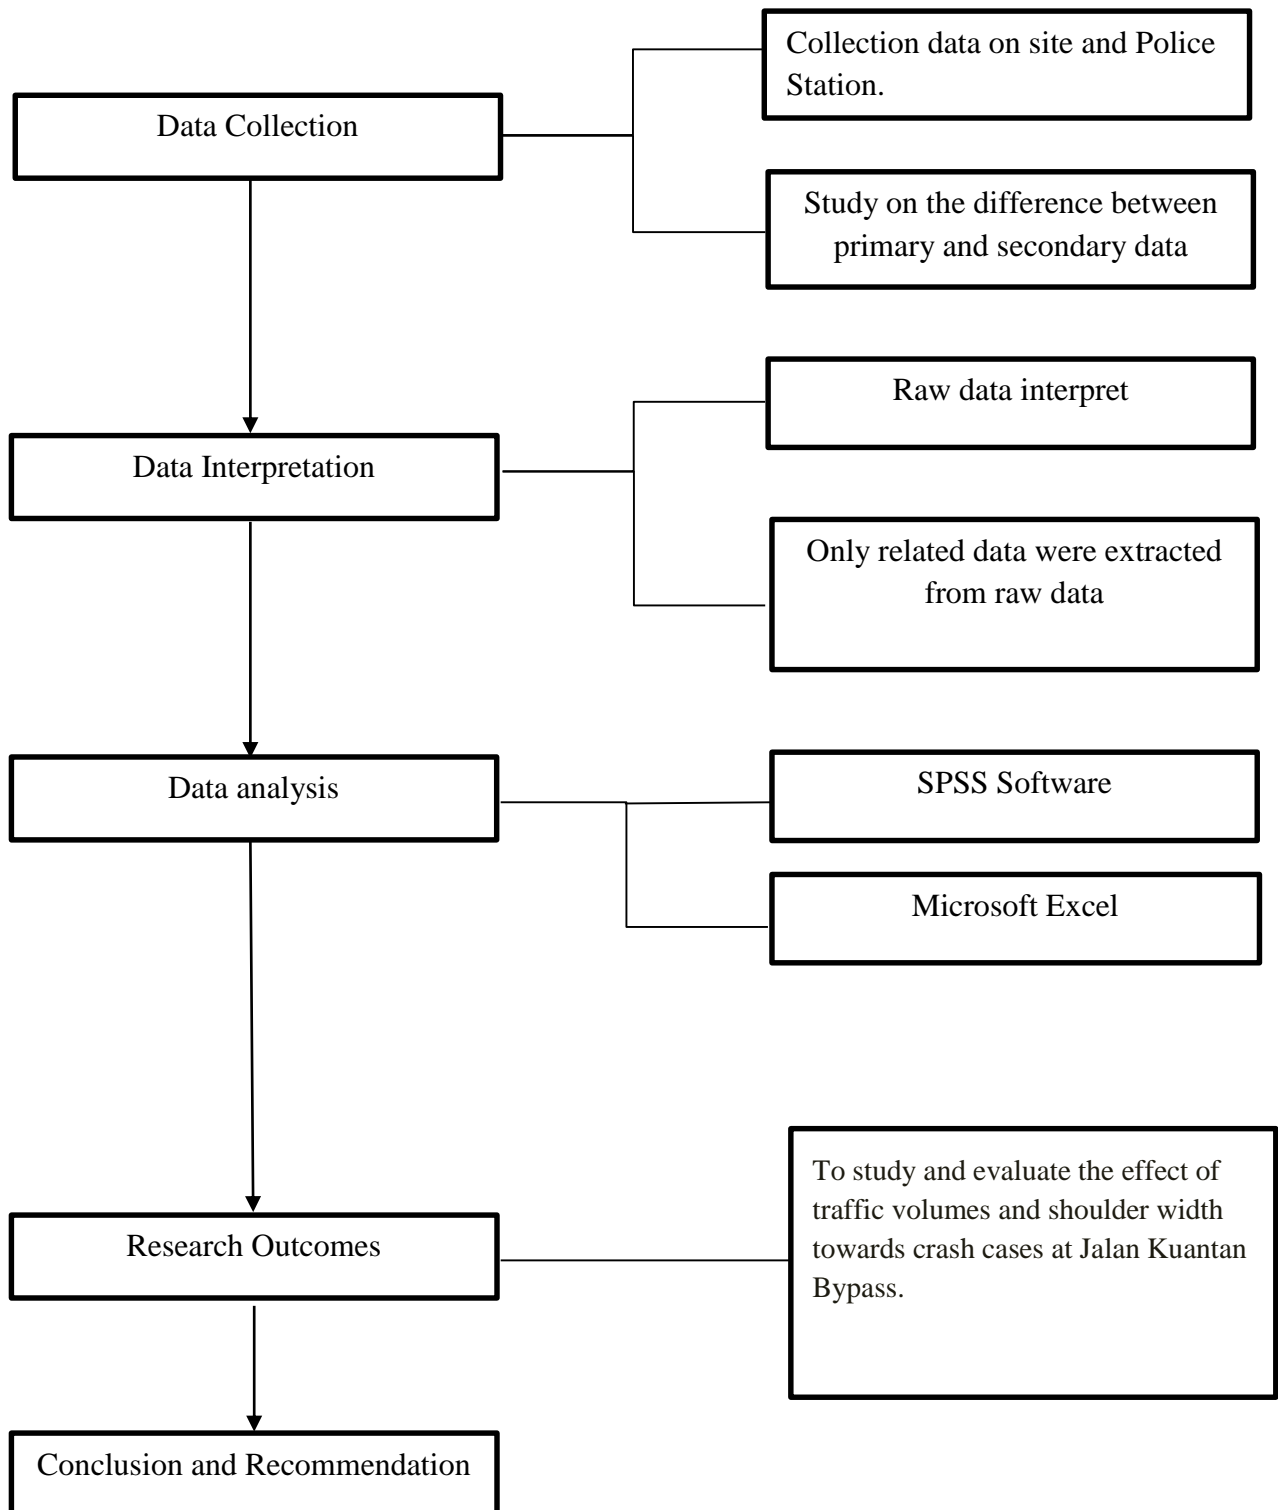 Collection data on site and Police
Station.
Data Collection
Study on the difference between
primary and secondary data
Raw data interpret
Data Interpretation
Only related data were extracted
from raw data
Data analysis
SPSS Software
Microsoft Excel
To study and evaluate the effect of
traffic volumes and shoulder width
towards crash cases at Jalan Kuantan
Bypass.
Research Outcomes
Conclusion and Recommendation